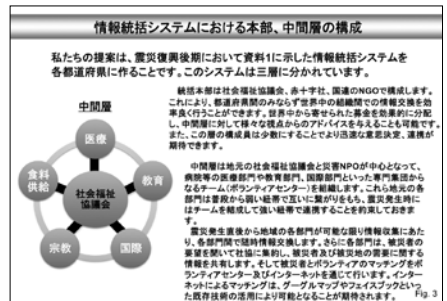 情報統括システムにおける本部、中間層の構成
私たちの提案は、震災復興後期において資料1に示した情報統括システムを
各都道府県に作ることです。このシステムは三層に分かれています。
中間層
医療
食料
供給
教育
社会福祉
協議会
宗教
国際
統括本部は社会福祉協議会、赤十字社、国連のNGOで構成します。
これにより、都道府県間のみならず世界中の組織間での情報交換を効
率良く行うことができます。世界中から寄せられた募金を効果的に分配
し、中間層に対して様々な視点からのアドバイスを与えることも可能です。
また、この層の構成員は少数にすることでより迅速な意思決定、連携が
期待できます。
中間層は地元の社会福祉協議会と災害NPOが中心となって、
病院等の医療部門や教育部門、国際部門といった専門集団から
なるチーム(ボランティアセンター)を組織します。これら地元の各
部門は普段から弱い紐帯で互いに繋がりをもち、震災発生時に
はチームを結成して強い紐帯で連携することを約束しておきま
す。
震災発生直後から地域の各部門が可能な限り情報収集にあた
り、各部門間で随時情報交換します。さらに各部門は、被災者の
要望を聞いて社協に集約し、被災者及び被災地の需要に関する
情報を共有します。そして被災者とボランティアのマッチングをボ
ランティアセンター及びインターネットを通じて行います。インター
ネットによるマッチングは、グーグルマップやフェイスブックといっ
た既存技術の活用により可能となることが期待されます。
Fig. 3